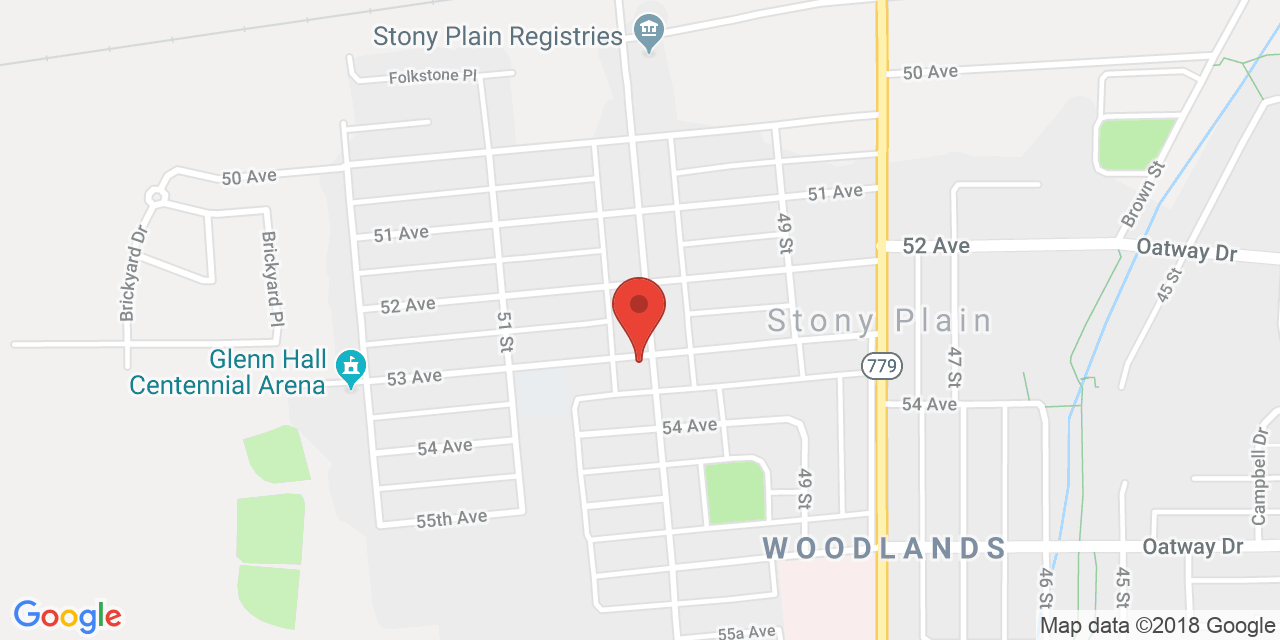 Stony Plain Registries
Folkstone Pl
50 Ave
50 Ave
51 Ave
Brown St
51 Ave
49 St
52 Ave
Oatway Dr
Brickyard Dr
Brickyard Pl
45 St
52 Ave
51 St
Stony Plain
Glenn Hall
Centennial Arena
53 Ave
779
47 St
54 Ave
54 Ave
54 Ave
49 St
Campbell Dr
55th Ave
WOODLANDS
Oatway Dr
46 St
45 St
Google
55a Ave
Map data ©2018 Google